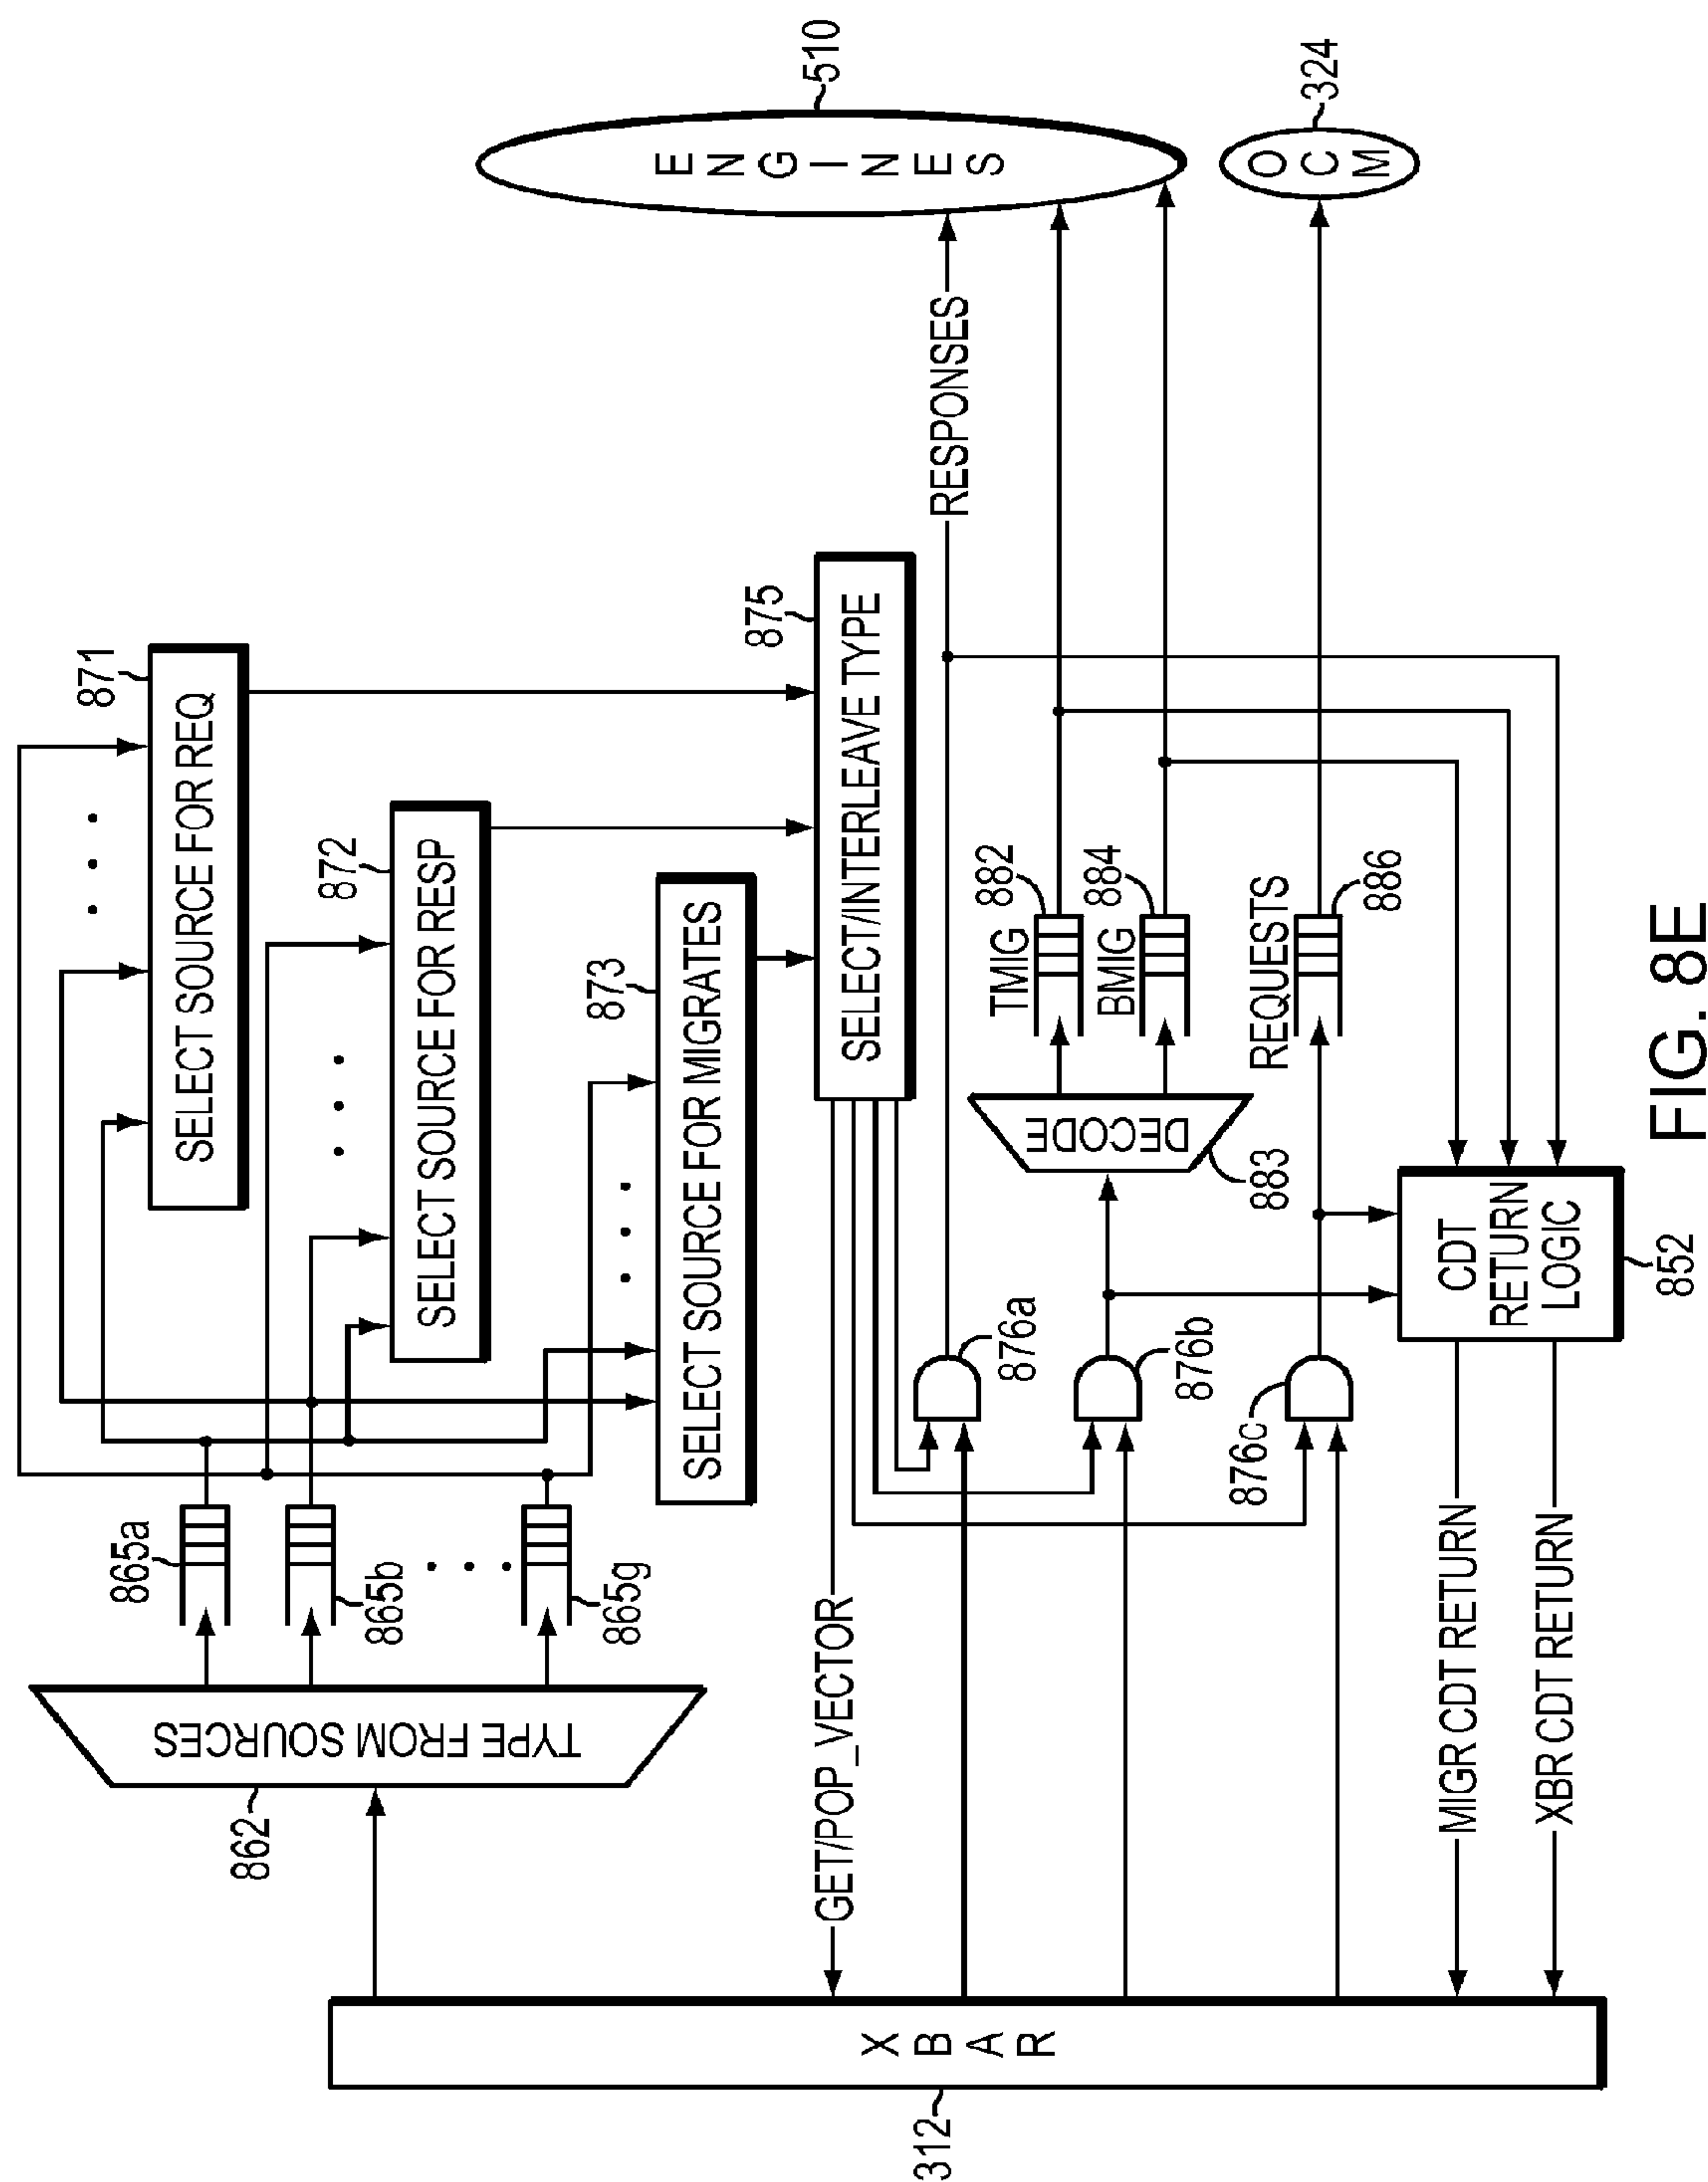 312
XBAR
862
TYPE FROM SOURCES
865a
865b
865g
871
SELECT SOURCE FOR REQ
872
SELECT SOURCE FOR RESP
873
SELECT SOURCE FOR MIGRATES
875
SELECT/INTERLEAVE TYPE
GET/POP_VECTOR
876a
876b
876c
RESPONSES
DECODE
883
TMIG
882
BMIG
884
REQUESTS
886
ENGINES
510
OCM
324
CDT
RETURN
LOGIC
852
MIGR CDT RETURN
XBR CDT RETURN
FIG. 8E